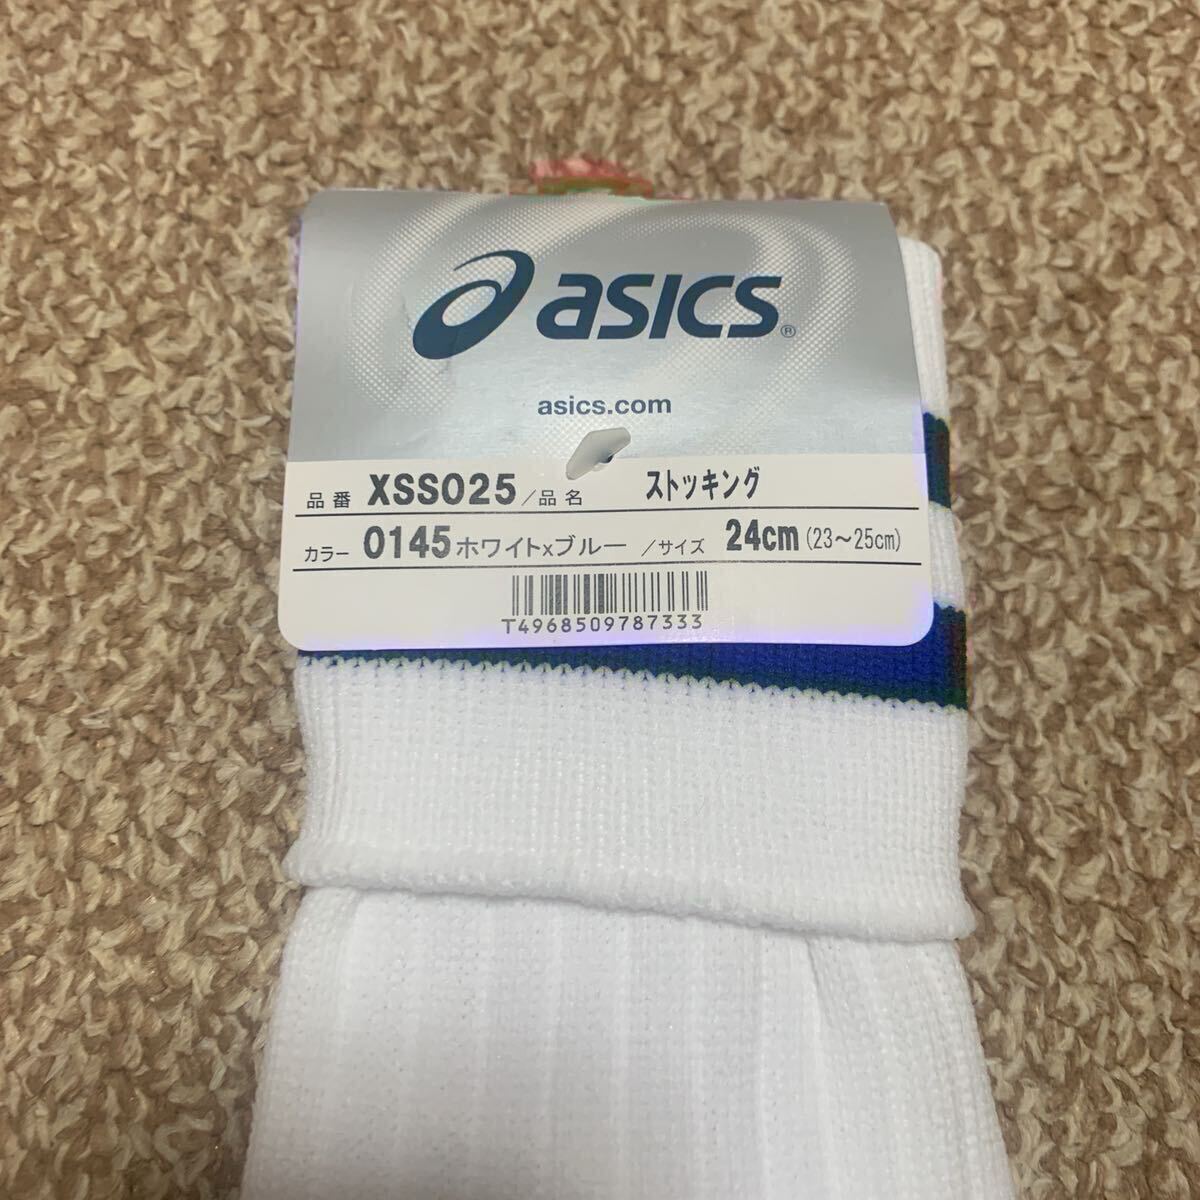 asics®
asics.com
品番 XSS025 /品名 ストッキング
カラー 0145 ホワイトxブルー /サイズ 24cm (23~25cm)
T4968509787333